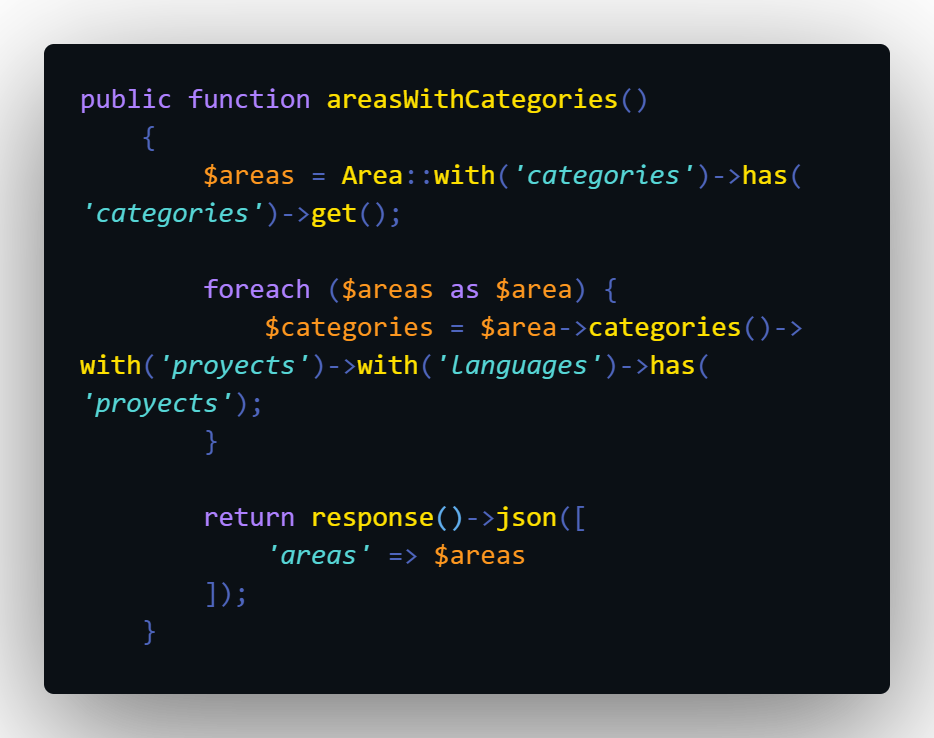 public function areasWithCategories()
    {
        $areas = Area::with('categories')->has(
'categories')->get();

        foreach ($areas as $area) {
            $categories = $area->categories()->
with('proyects')->with('languages')->has(
'proyects');
        }

        return response()->json([
            'areas' => $areas
        ]);
    }